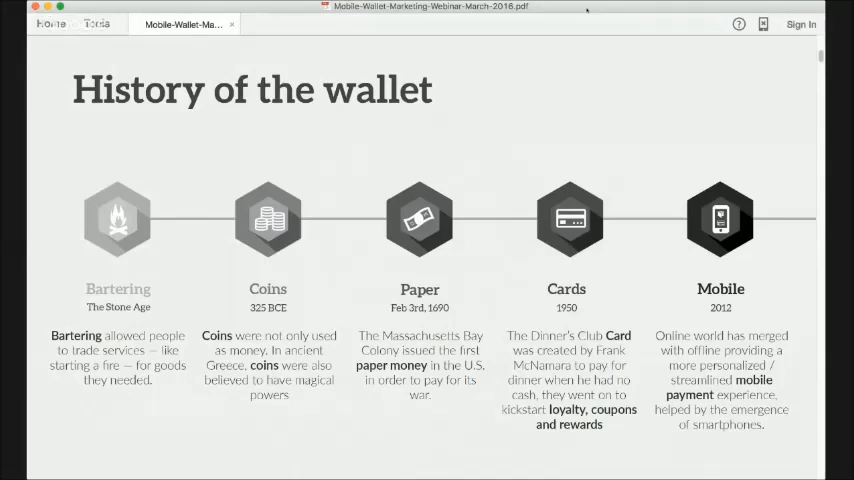 Mobile-Wallet-Marketing-Webinar-March-2016.pdf
Home Tools Mobile-Wallet-Ma... × Sign In
History of the wallet
Bartering
The Stone Age
Bartering allowed people
to trade services – like
starting a fire – for goods
they needed.
Coins
325 BCE
Coins were not only used
as money. In ancient
Greece, coins were also
believed to have magical
powers
Paper
Feb 3rd, 1690
The Massachusetts Bay
Colony issued the first
paper money in the U.S.
in order to pay for its
war.
Cards
1950
The Dinner's Club Card
was created by Frank
McNamara to pay for
dinner when he had no
cash, they went on to
kickstart loyalty, coupons
and rewards
Mobile
2012
Online world has merged
with offline providing a
more personalized /
streamlined mobile
payment experience,
helped by the emergence
of smartphones.